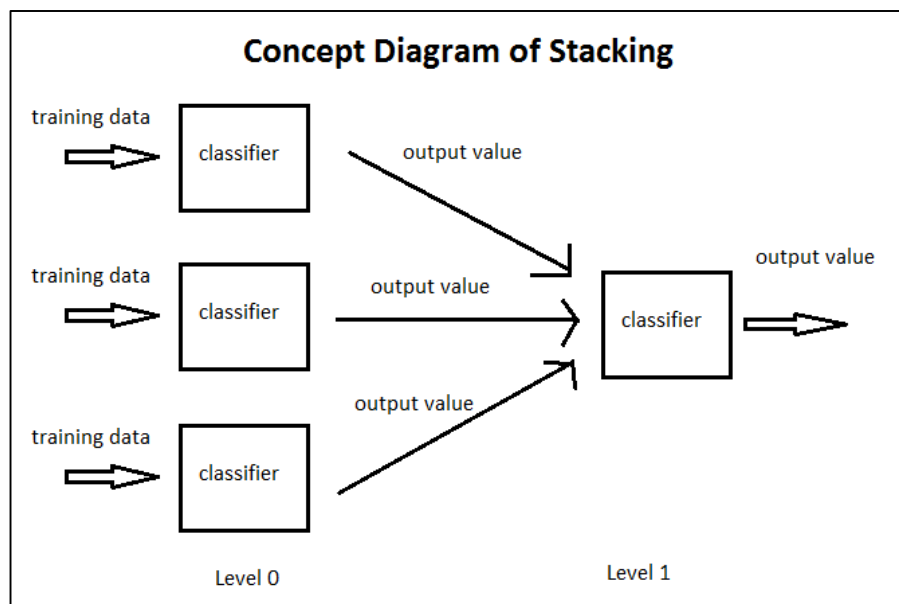 Concept Diagram of Stacking
training data
classifier
output value
training data
classifier
output value
classifier
output value
training data
classifier
output value
Level 0
Level 1